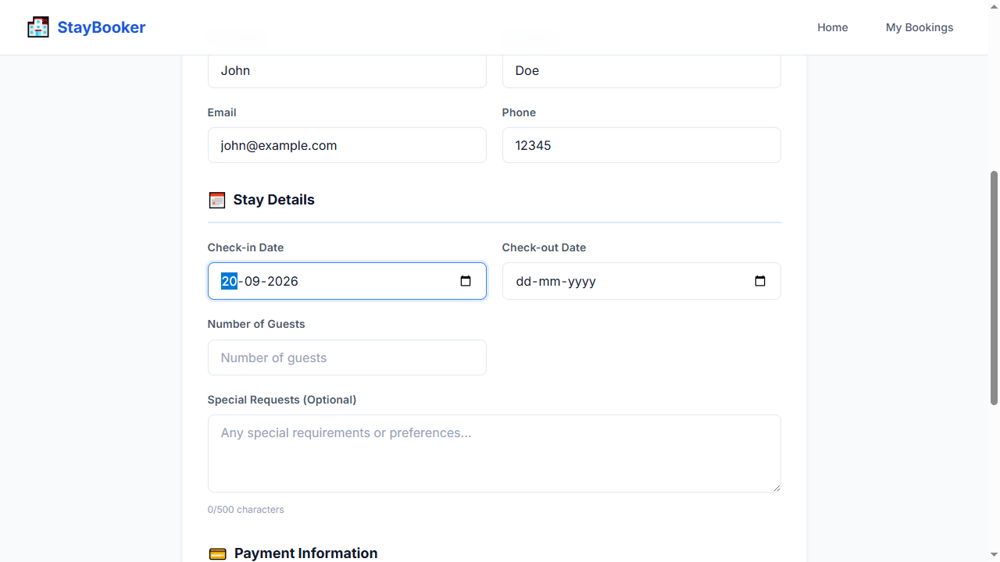 StayBooker
Home
My Bookings
John
Doe
Email
Phone
john@example.com
12345
Stay Details
Check-in Date
Check-out Date
20-09-2026
dd-mm-yyyy
Number of Guests
Number of guests
Special Requests (Optional)
Any special requirements or preferences...
0/500 characters
Payment Information